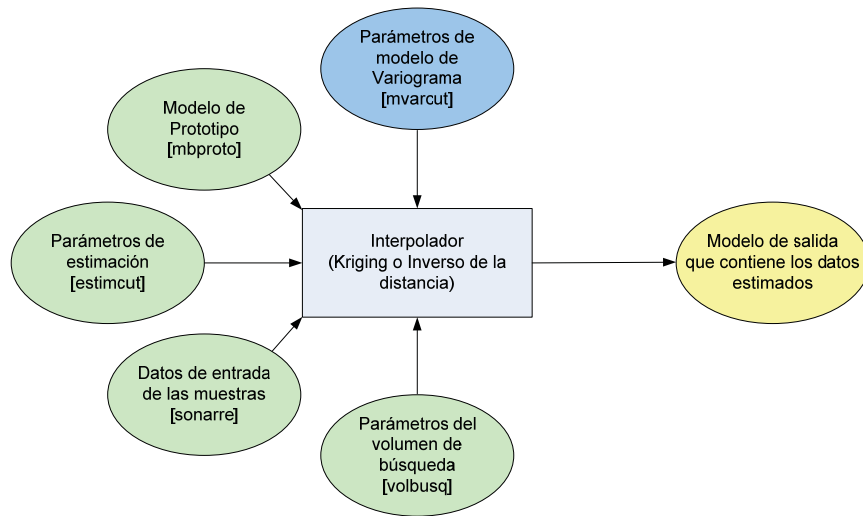 Parámetros de
modelo de
Variograma
[mvarcut]
Modelo de
Prototipo
[mbproto]
Parámetros de
estimación
[estimcut]
Interpolador
(Kriging o Inverso de la
distancia)
Modelo de salida
que contiene los datos
estimados
Datos de entrada
de las muestras
[sonarre]
Parámetros del
volumen de
búsqueda
[volbusq]